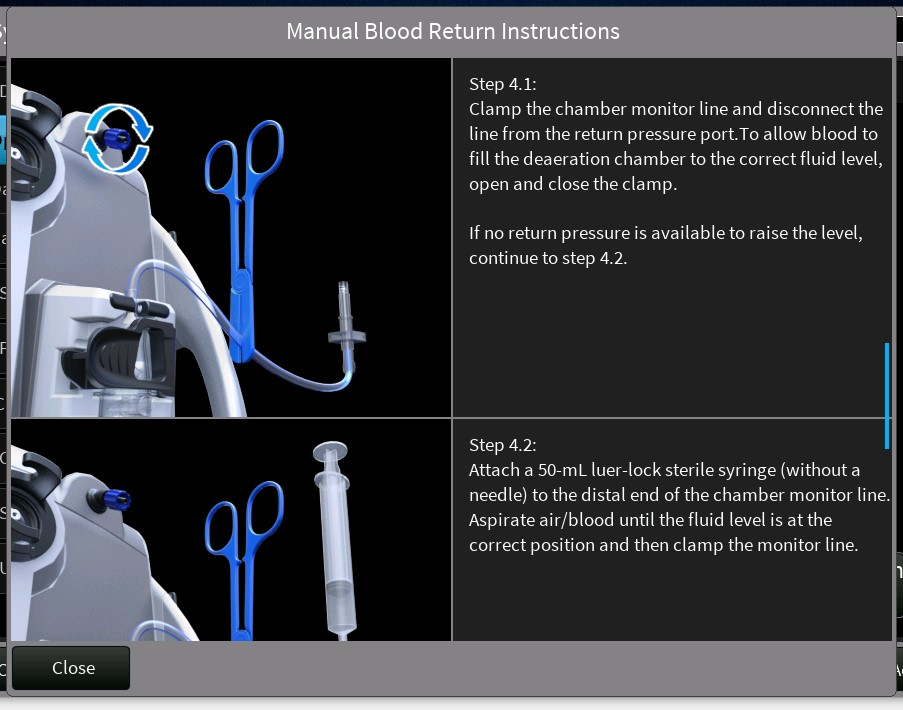 Manual Blood Return Instructions
Step 4.1:
Clamp the chamber monitor line and disconnect the
line from the return pressure port.To allow blood to
fill the deaeration chamber to the correct fluid level,
open and close the clamp.
If no return pressure is available to raise the level,
continue to step 4.2.
Step 4.2:
Attach a 50-mL luer-lock sterile syringe (without a
needle) to the distal end of the chamber monitor line.
Aspirate air/blood until the fluid level is at the
correct position and then clamp the monitor line.
Close